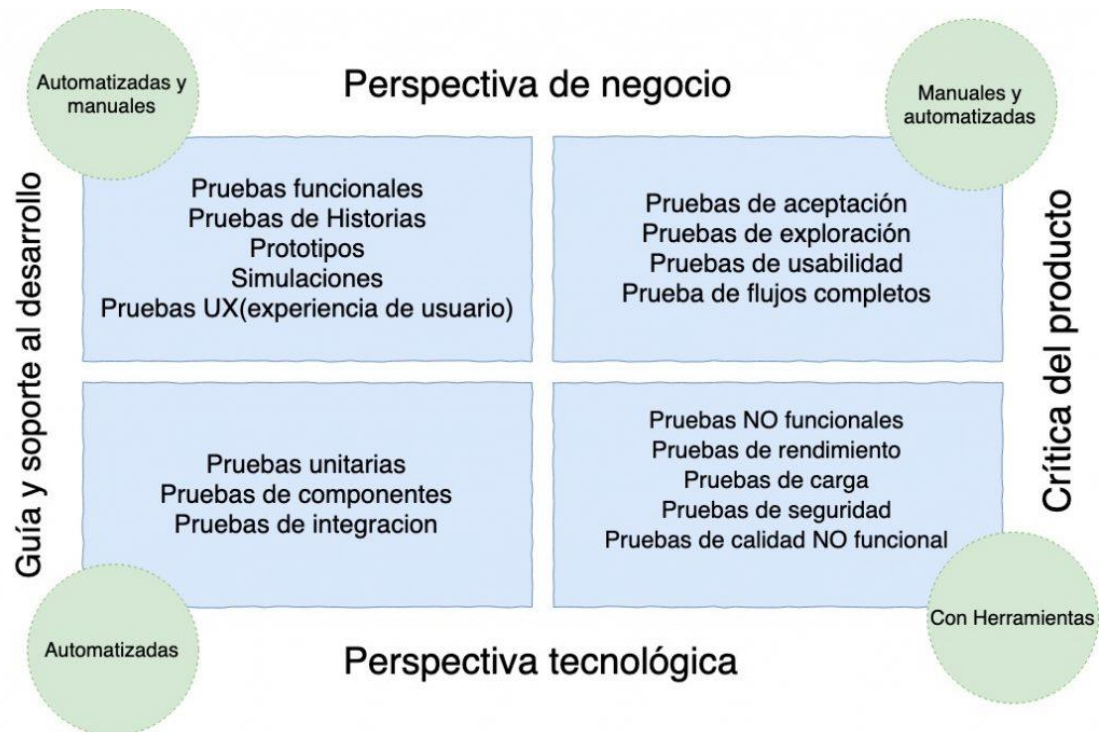 Automatizadas y
manuales
Perspectiva de negocio
Manuales y
automatizadas
Guía y soporte al desarrollo
Pruebas funcionales
Pruebas de Historias
Prototipos
Simulaciones
Pruebas UX(experiencia de usuario)
Pruebas de aceptación
Pruebas de exploración
Pruebas de usabilidad
Prueba de flujos completos
Crítica del producto
Pruebas unitarias
Pruebas de componentes
Pruebas de integracion
Pruebas NO funcionales
Pruebas de rendimiento
Pruebas de carga
Pruebas de seguridad
Pruebas de calidad NO funcional
Automatizadas
Perspectiva tecnológica
Con Herramientas